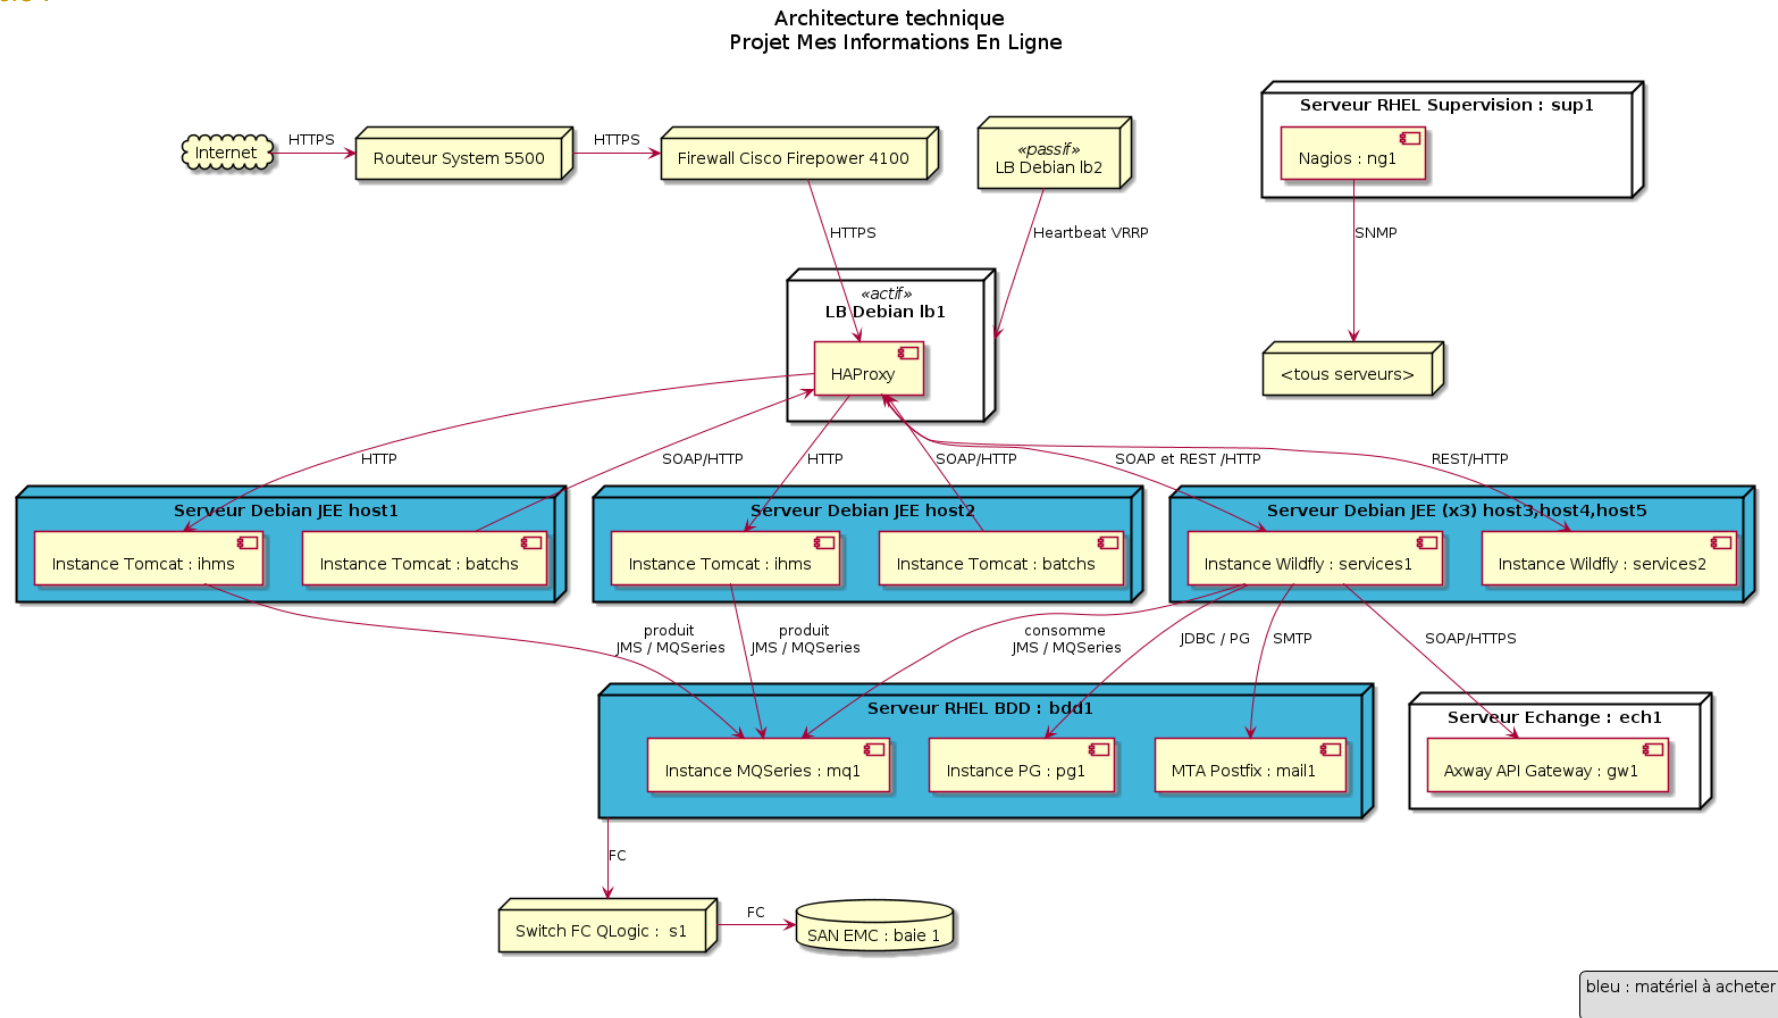 Architecture technique
Projet Mes Informations En Ligne
Serveur RHEL Supervision : sup1
Nagios : ng1
Internet
HTTPS
Routeur System 5500
HTTPS
Firewall Cisco Firepower 4100
«passif»
LB Debian lb2
HTTPS
Heartbeat VRRP
SNMP
«actif»
LB Debian lb1
HAProxy
<tous serveurs>
HTTP
SOAP/HTTP
HTTP
SOAP/HTTP
SOAP et REST /HTTP
REST/HTTP
Serveur Debian JEE host1
Instance Tomcat : ihms
Instance Tomcat : batchs
Serveur Debian JEE host2
Instance Tomcat : ihms
Instance Tomcat : batchs
Serveur Debian JEE (x3) host3,host4,host5
Instance Wildfly : services1
Instance Wildfly : services2
produit
JMS / MQSeries
produit
JMS / MQSeries
consomme
JMS / MQSeries
JDBC / PG
SMTP
SOAP/HTTPS
Serveur RHEL BDD : bdd1
Instance MQSeries : mq1
Instance PG : pg1
MTA Postfix : mail1
Serveur Echange : ech1
Axway API Gateway : gw1
FC
Switch FC QLogic : s1
FC
SAN EMC : baie 1
bleu : matériel à acheter